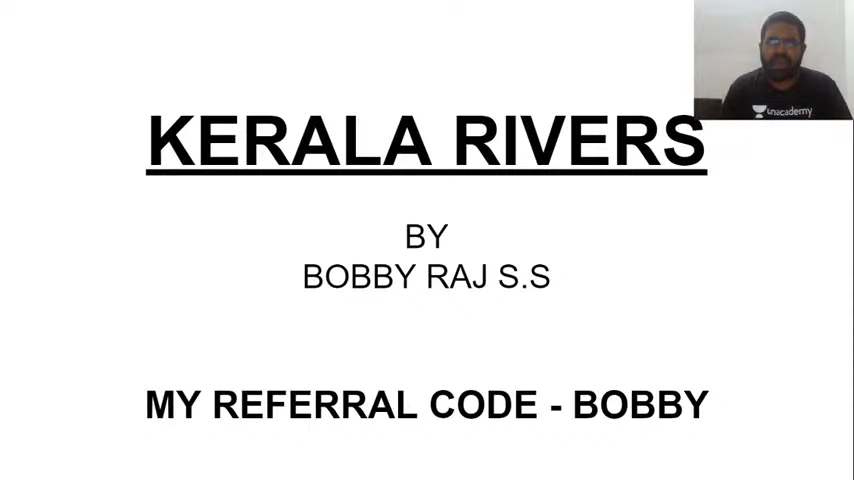 KERALA RIVERS
BY
BOBBY RAJ S.S
MY REFERRAL CODE - BOBBY
unacademy